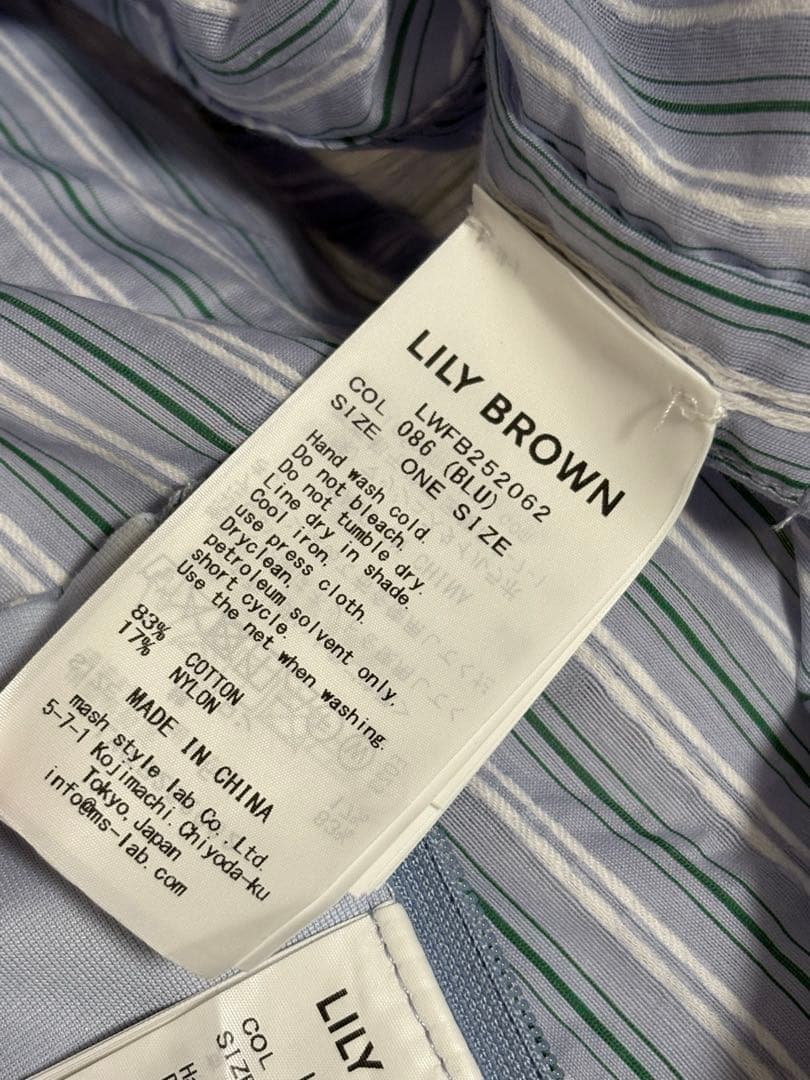 LILY BROWN
LWFB252062
COL 086 (BLU)
SIZE ONE SIZE
Hand wash cold.
Do not bleach.
Do not tumble dry.
Line dry in shade.
Cool iron,
use press cloth.
Dryclean,
petroleum solvent only,
short cycle.
Use the net when washing.
83% COTTON
17% NYLON
MADE IN CHINA
mash style lab Co., Ltd.
5-7-1 Kojimachi, Chiyoda-ku
Tokyo, Japan
info@ms-lab.com
LILY
COL
SIZE